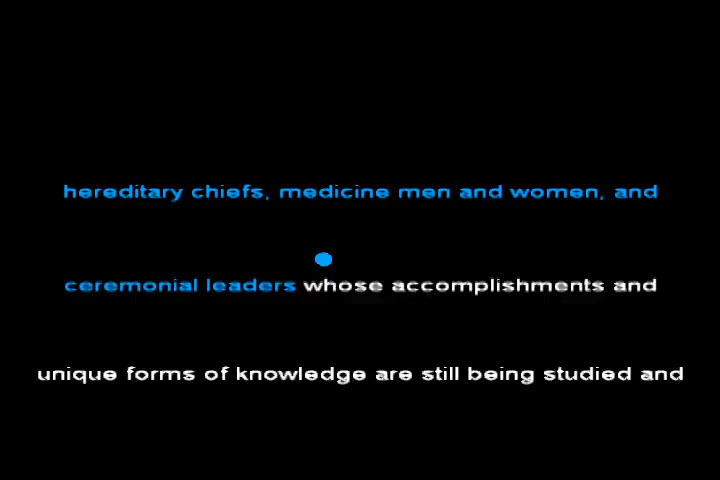 hereditary chiefs, medicine men and women, and
ceremonial leaders whose accomplishments and
unique forms of knowledge are still being studied and